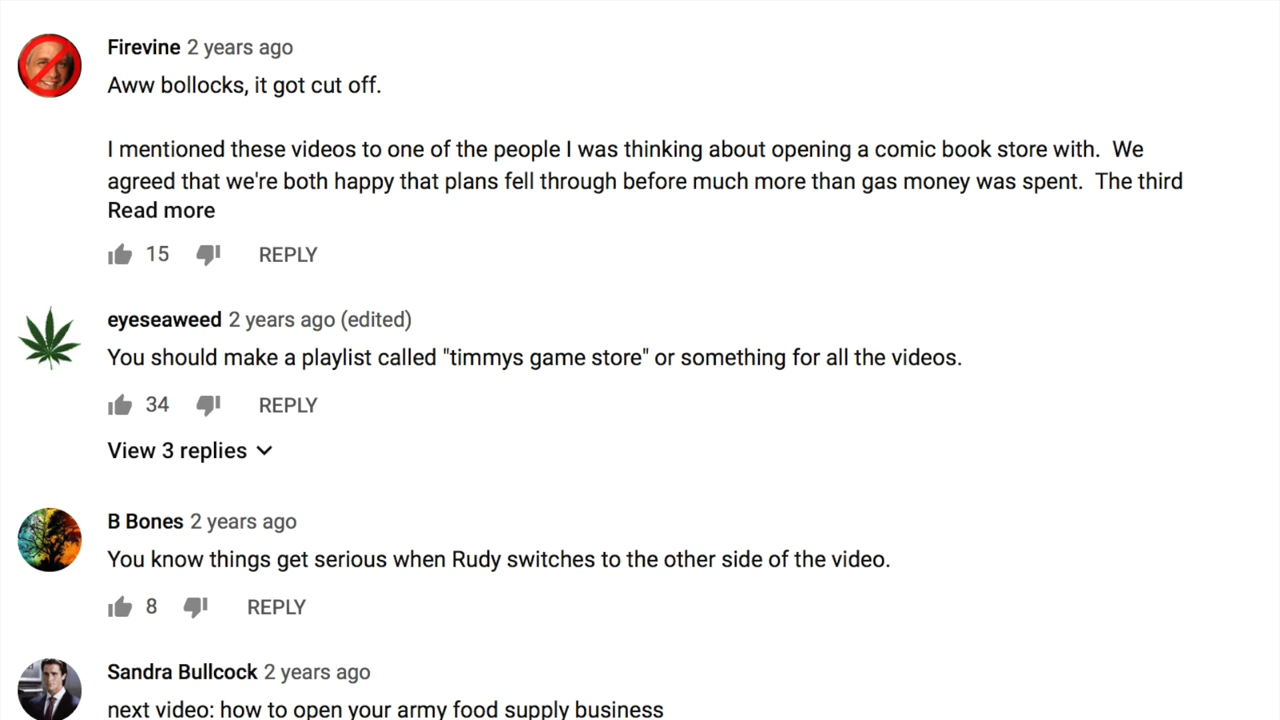 Firevine 2 years ago
Aww bollocks, it got cut off.
I mentioned these videos to one of the people I was thinking about opening a comic book store with.  We
agreed that we're both happy that plans fell through before much more than gas money was spent.  The third
Read more
15 REPLY
eyeseaweed 2 years ago (edited)
You should make a playlist called "timmys game store" or something for all the videos.
34 REPLY
View 3 replies
B Bones 2 years ago
You know things get serious when Rudy switches to the other side of the video.
8 REPLY
Sandra Bullcock 2 years ago
next video: how to open your army food supply business